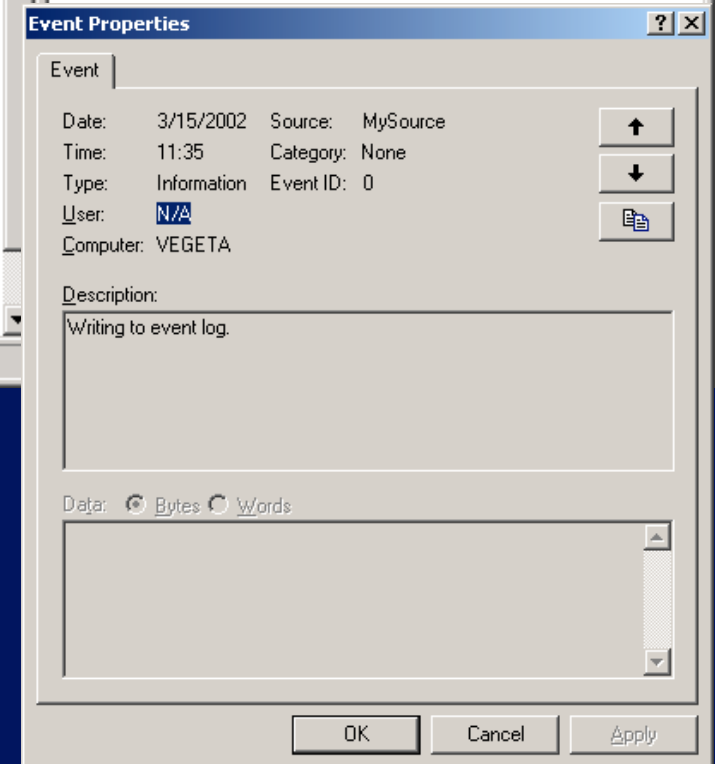 Event Properties
Event
Date: 3/15/2002 Source: MySource
Time: 11:35 Category: None
Type: Information Event ID: 0
User: N/A
Computer: VEGETA
Description:
Writing to event log.
Data: Bytes Words
OK Cancel Apply